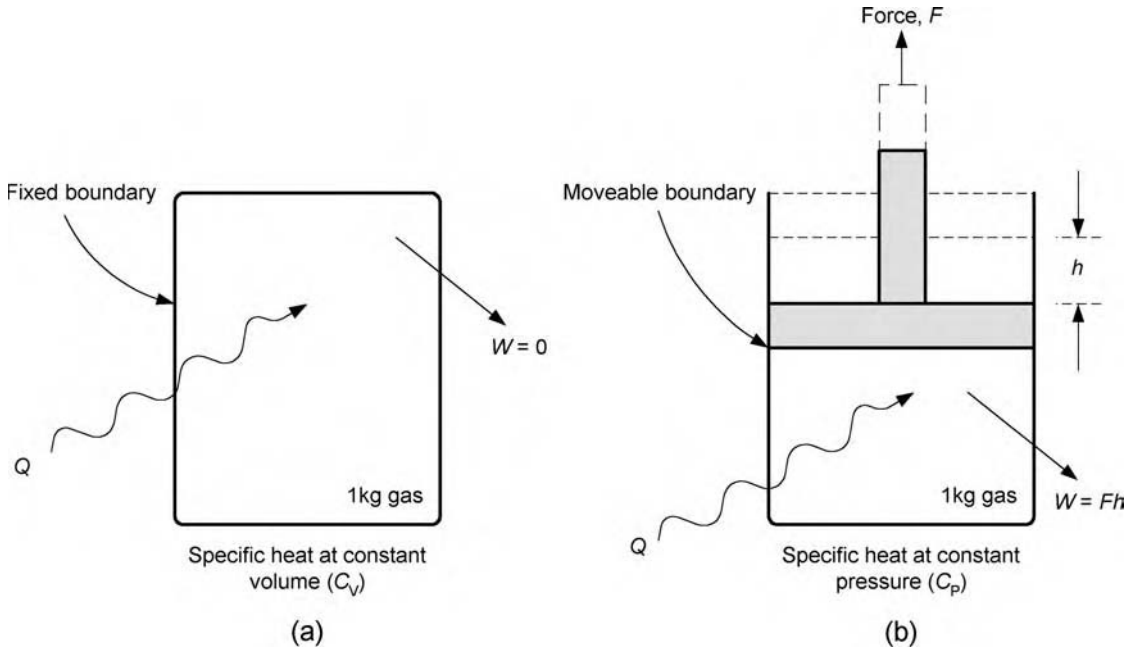 Force, F
Fixed boundary
Moveable boundary
h
W = 0
Q
1kg gas
Q
1kg gas
W = Fh
Specific heat at constant
volume (CV)
Specific heat at constant
pressure (CP)
(a)
(b)